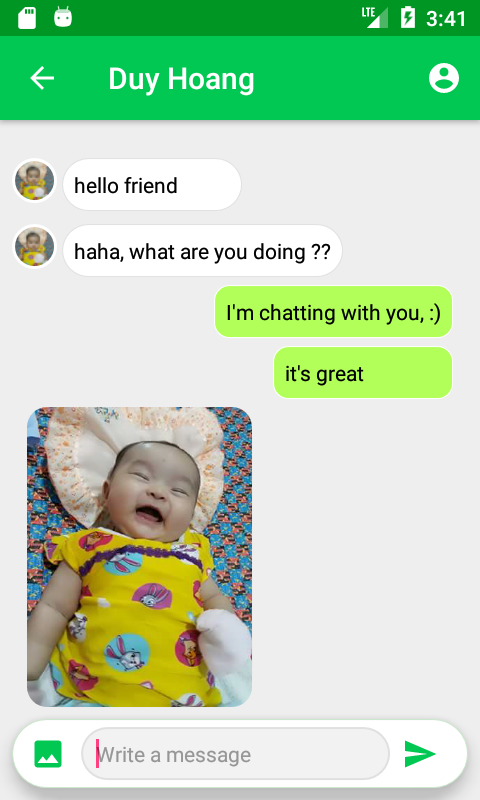 LTE 3:41
Duy Hoang
hello friend
haha, what are you doing ??
I'm chatting with you, :)
it's great
Write a message